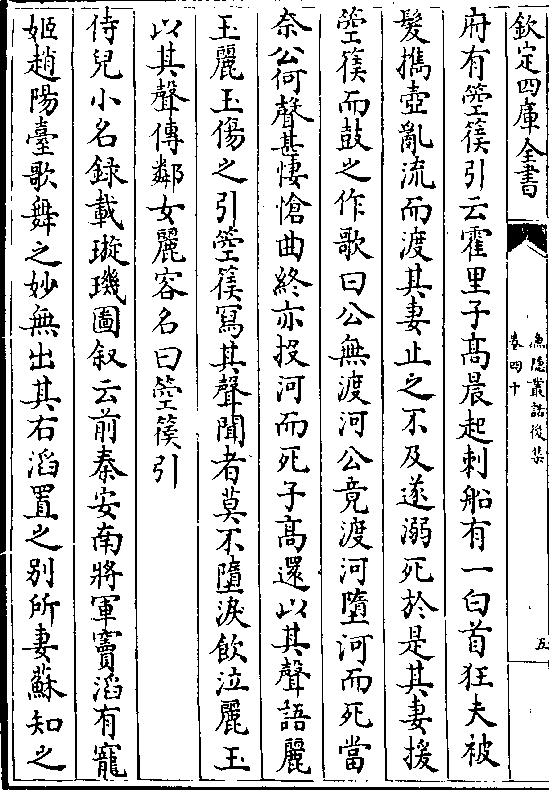 欽定四庫全書
漁隱叢話後集
卷四十
五
府有箜篌引云霍里子髙晨起刺船有一白首狂夫被
髮攜壺亂流而渡其妻止之不及遂溺死於是其妻援
箜篌而鼓之作歌曰公無渡河公竟渡河墮河而死當
奈公何聲甚悽愴曲終亦投河而死子髙還以其聲語麗
玉麗玉傷之引箜篌寫其聲聞者莫不墮淚飲泣麗玉
以其聲傳鄰女麗容名曰箜篌引
侍兒小名録載璇璣圖叙云前秦安南將軍竇滔有寵
姬趙陽臺歌舞之妙無出其右滔置之别所妻蘇知之